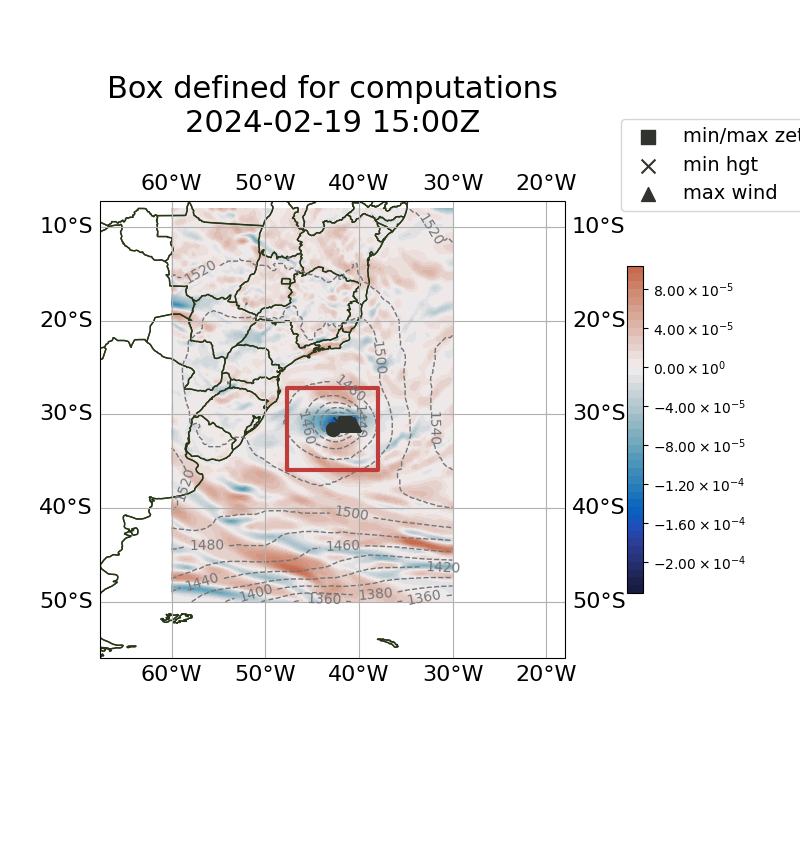 Box defined for computations
2024-02-19 15:00Z
min/max zet
min hgt
max wind
60°W 50°W 40°W 30°W 20°W
10°S 10°S
20°S 20°S
30°S 30°S
40°S 40°S
50°S 50°S
60°W 50°W 40°W 30°W 20°W
1520
1520
1500
1480
1460
1540
1520
1500
1480
1460
1440
1420
1400
1380
1360
1360
8.00 × 10⁻⁵
4.00 × 10⁻⁵
0.00 × 10⁰
−4.00 × 10⁻⁵
−8.00 × 10⁻⁵
−1.20 × 10⁻⁴
−1.60 × 10⁻⁴
−2.00 × 10⁻⁴